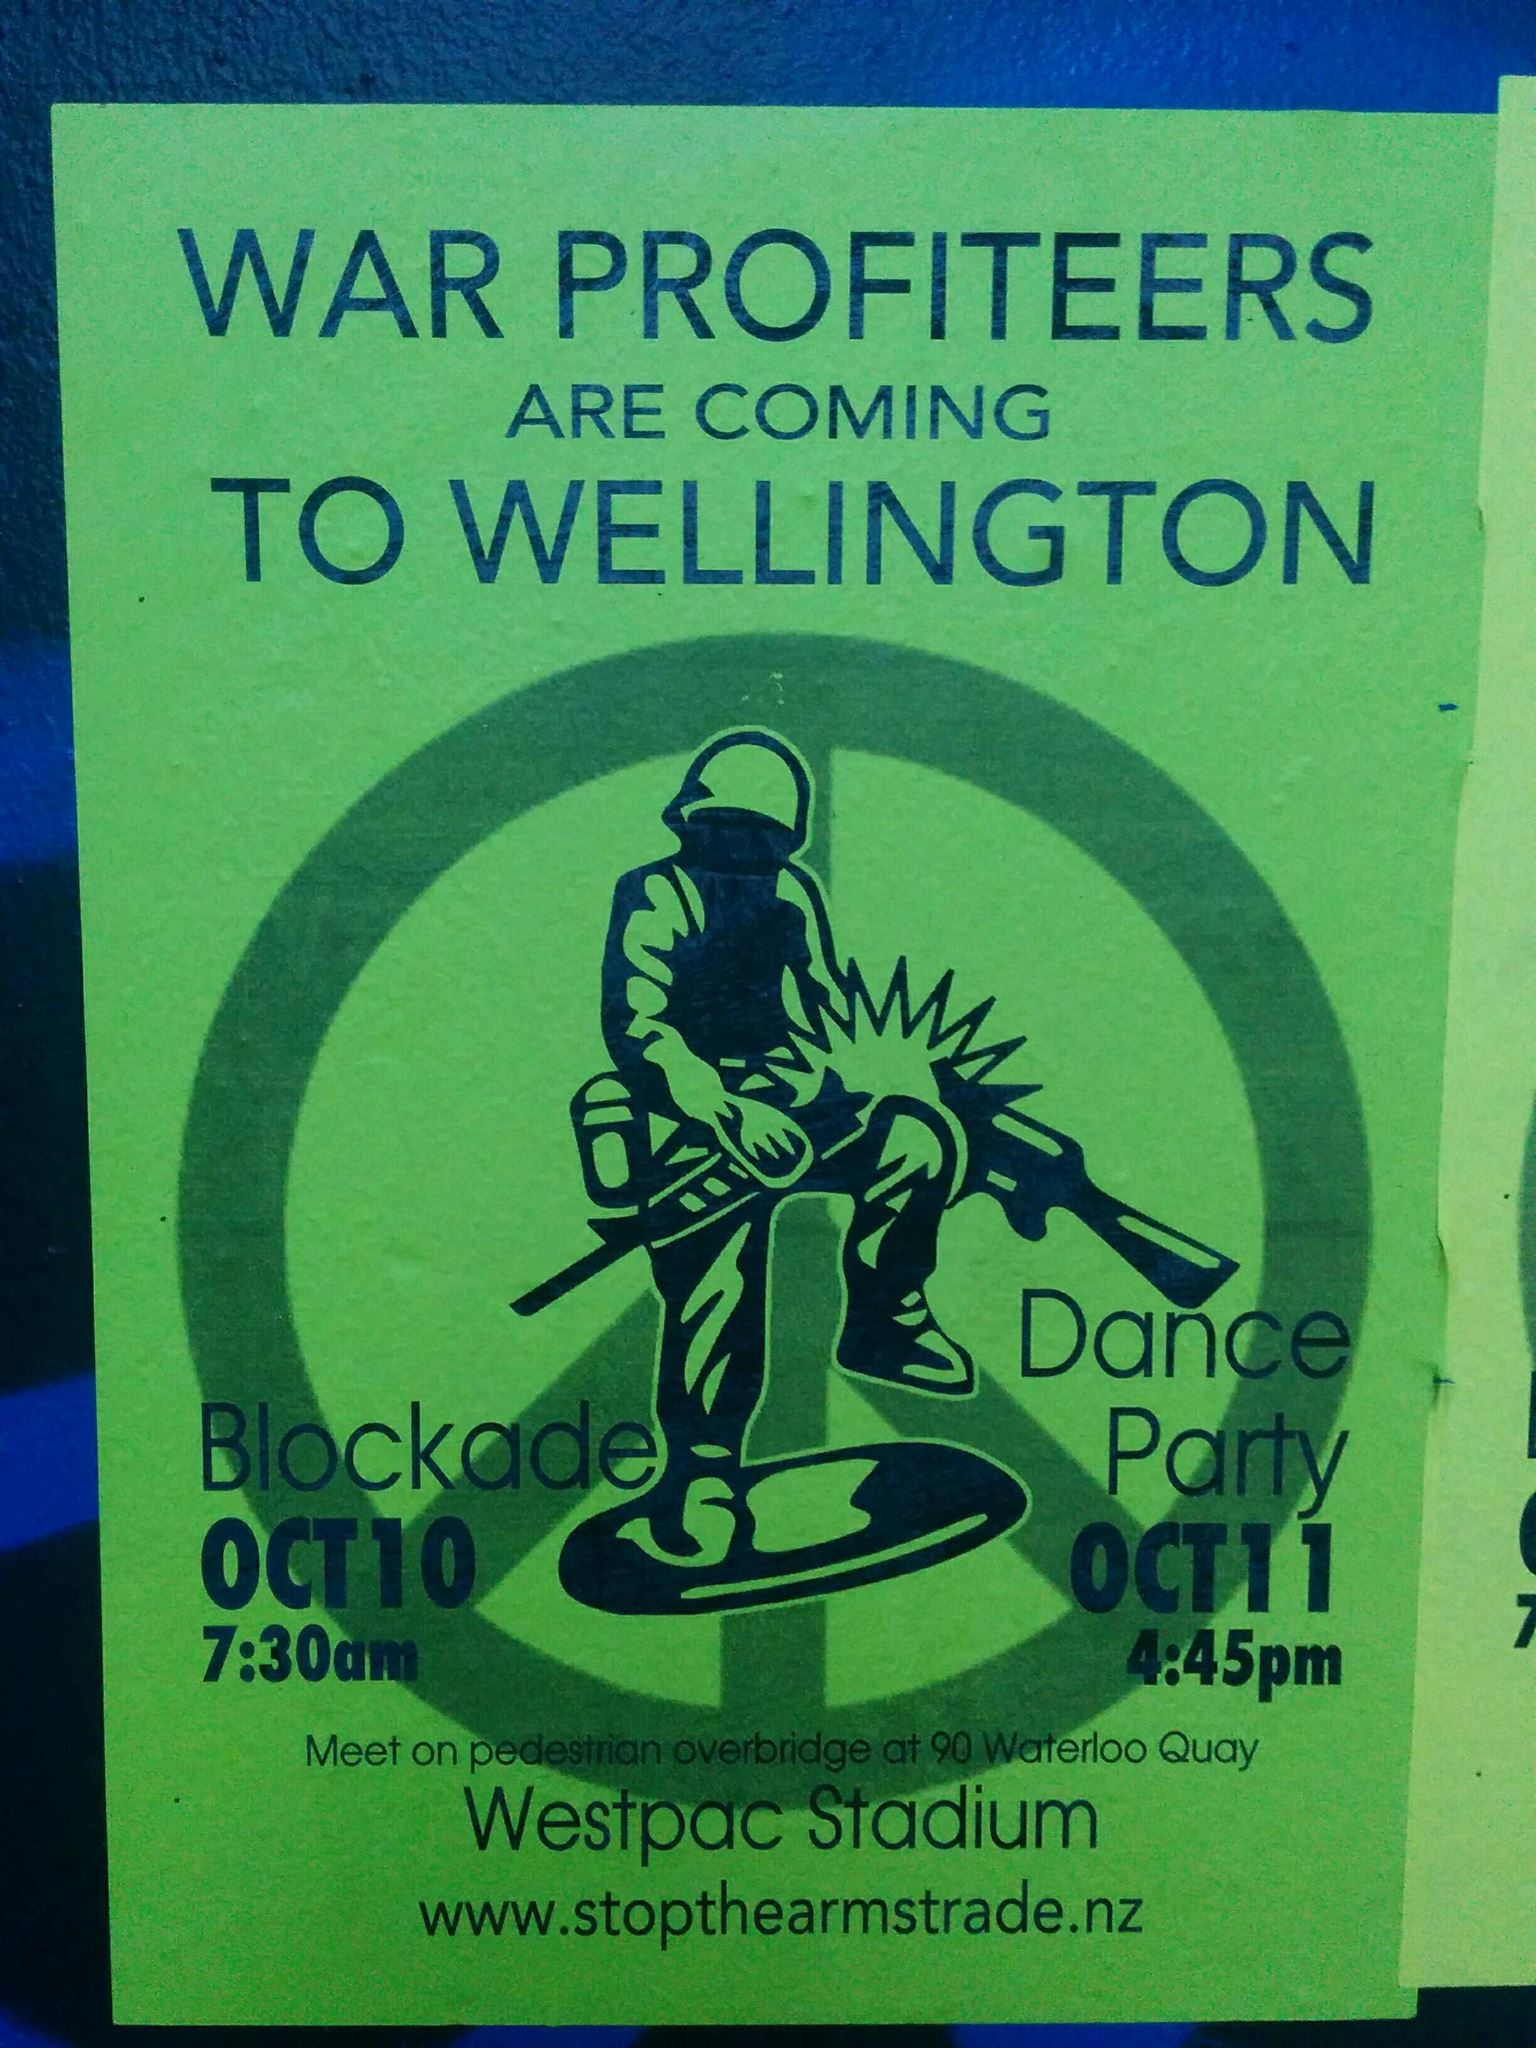 WAR PROFITEERS
ARE COMING
TO WELLINGTON
Blockade
OCT10
7:30am
Dance
Party
OCT11
4:45pm
Meet on pedestrian overbridge at 90 Waterloo Quay
Westpac Stadium
www.stopthearmstrade.nz